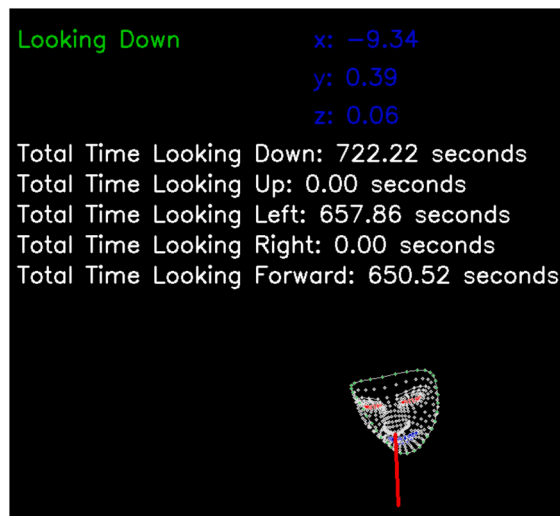 Looking Down x: -9.34
y: 0.39
z: 0.06
Total Time Looking Down: 722.22 seconds
Total Time Looking Up: 0.00 seconds
Total Time Looking Left: 657.86 seconds
Total Time Looking Right: 0.00 seconds
Total Time Looking Forward: 650.52 seconds